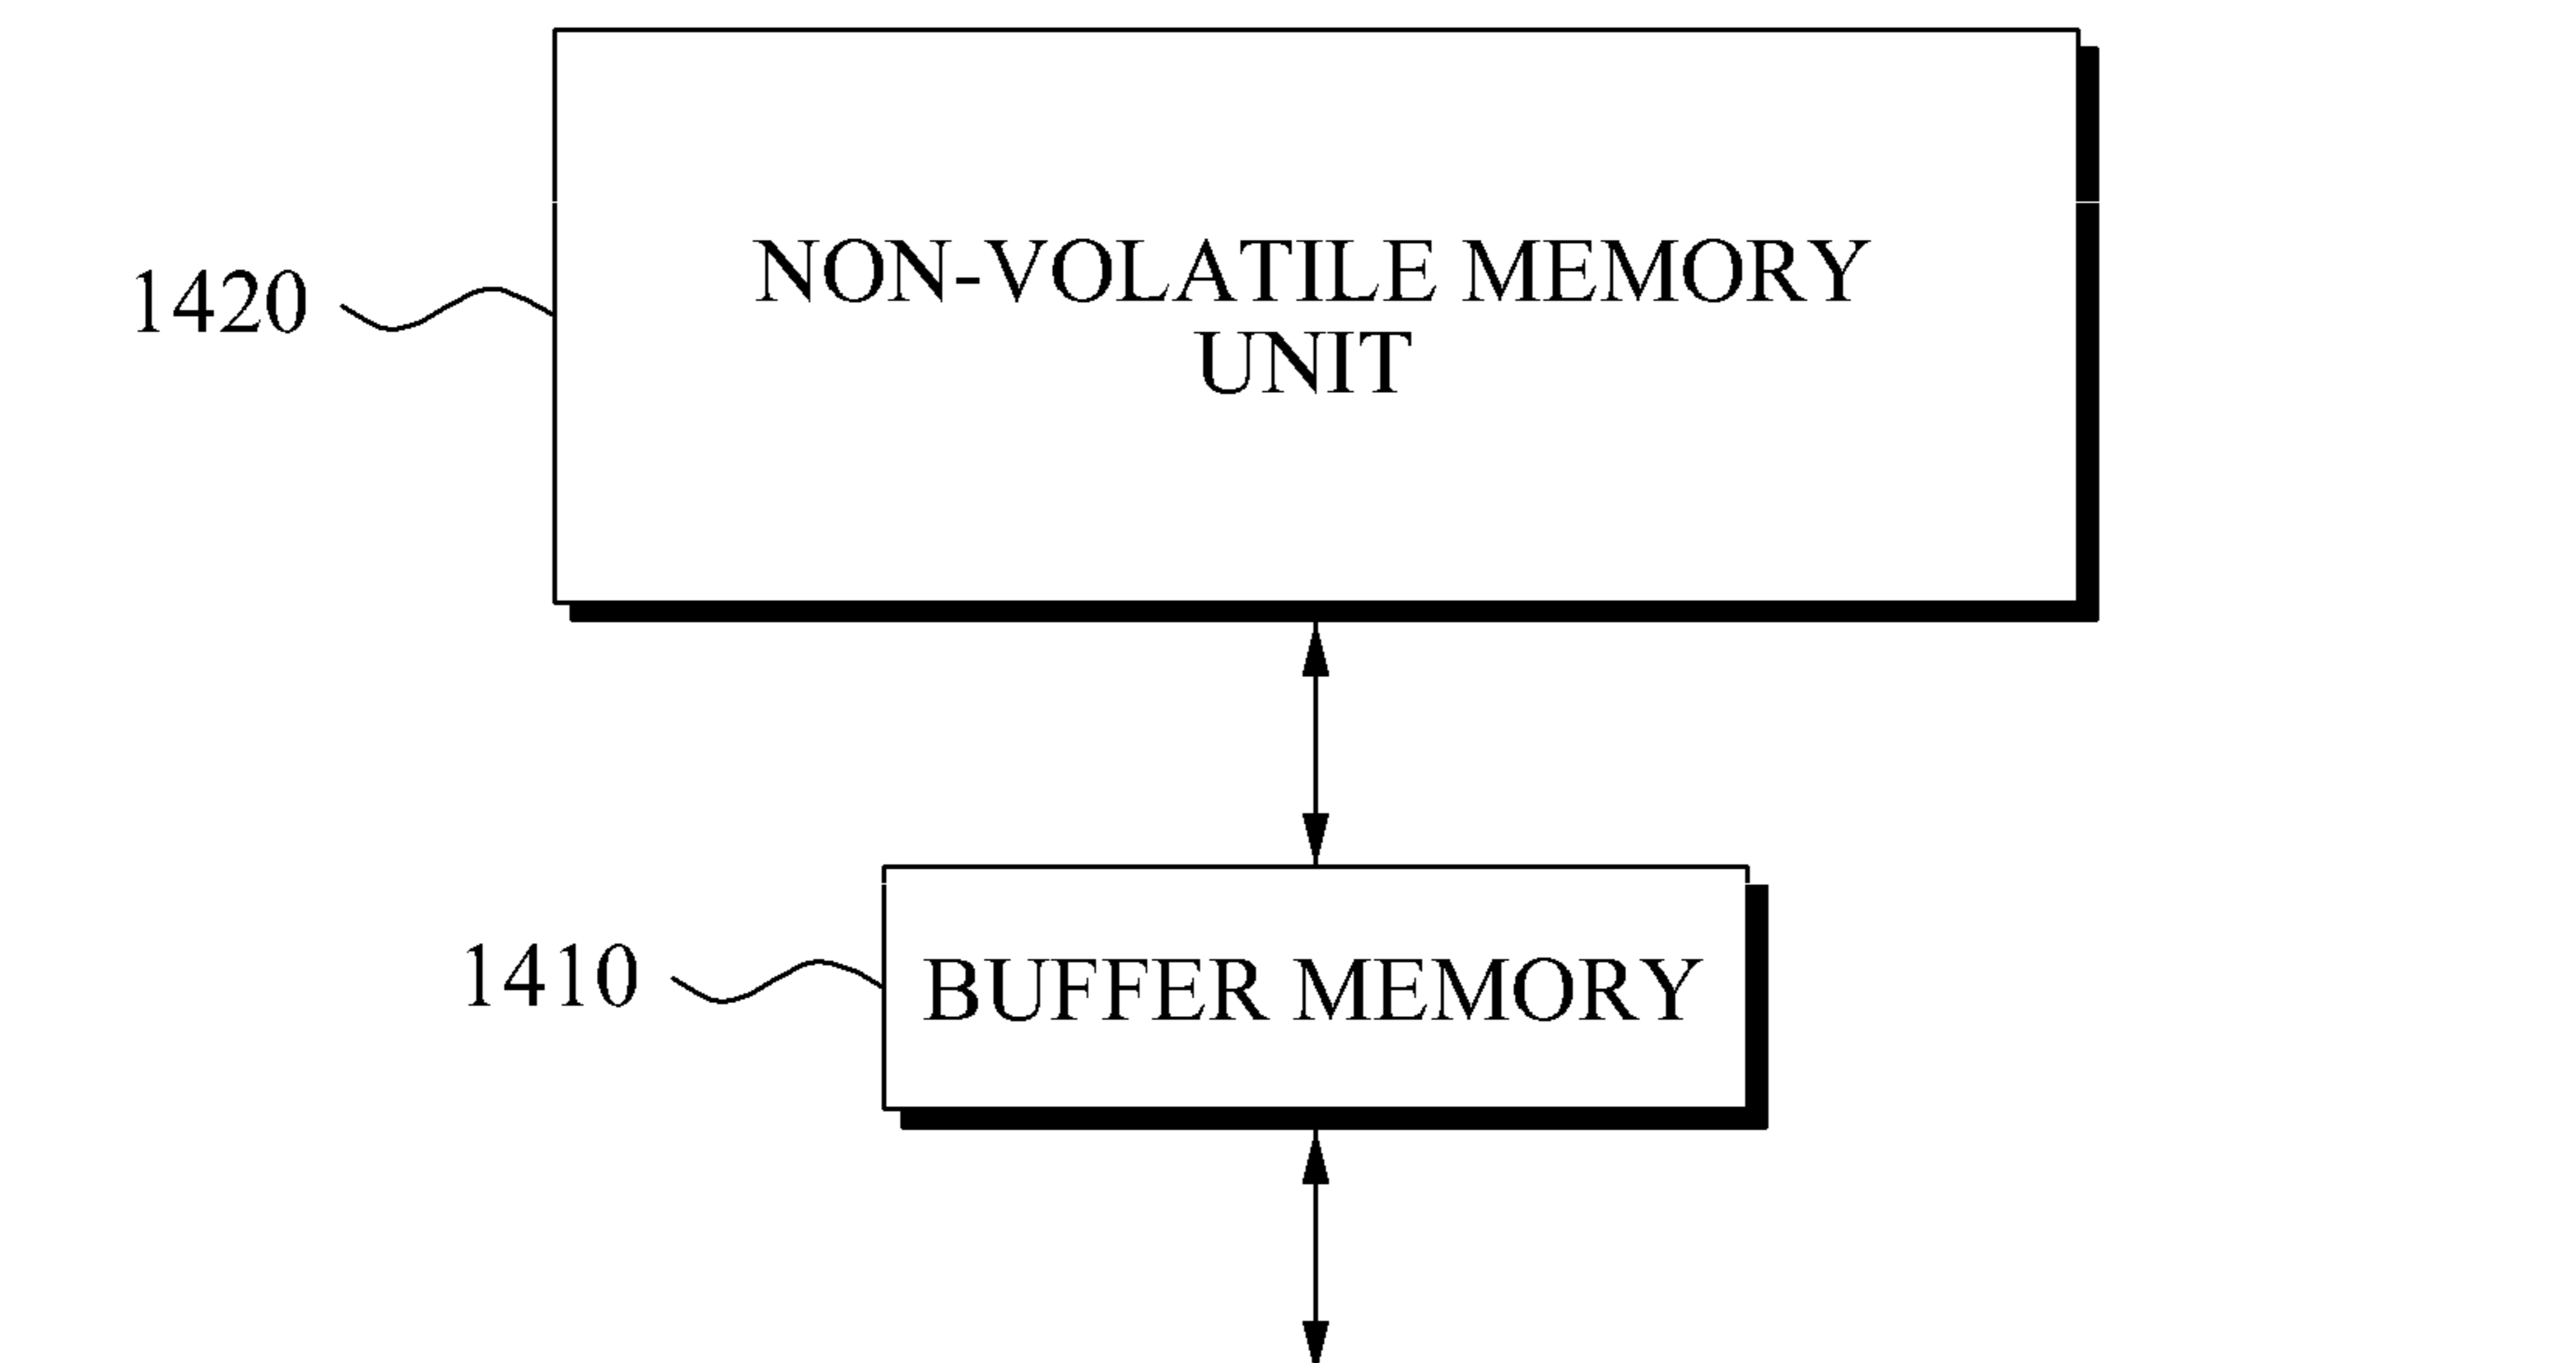 NON-VOLATILE MEMORY
UNIT
1420
1410
BUFFER MEMORY